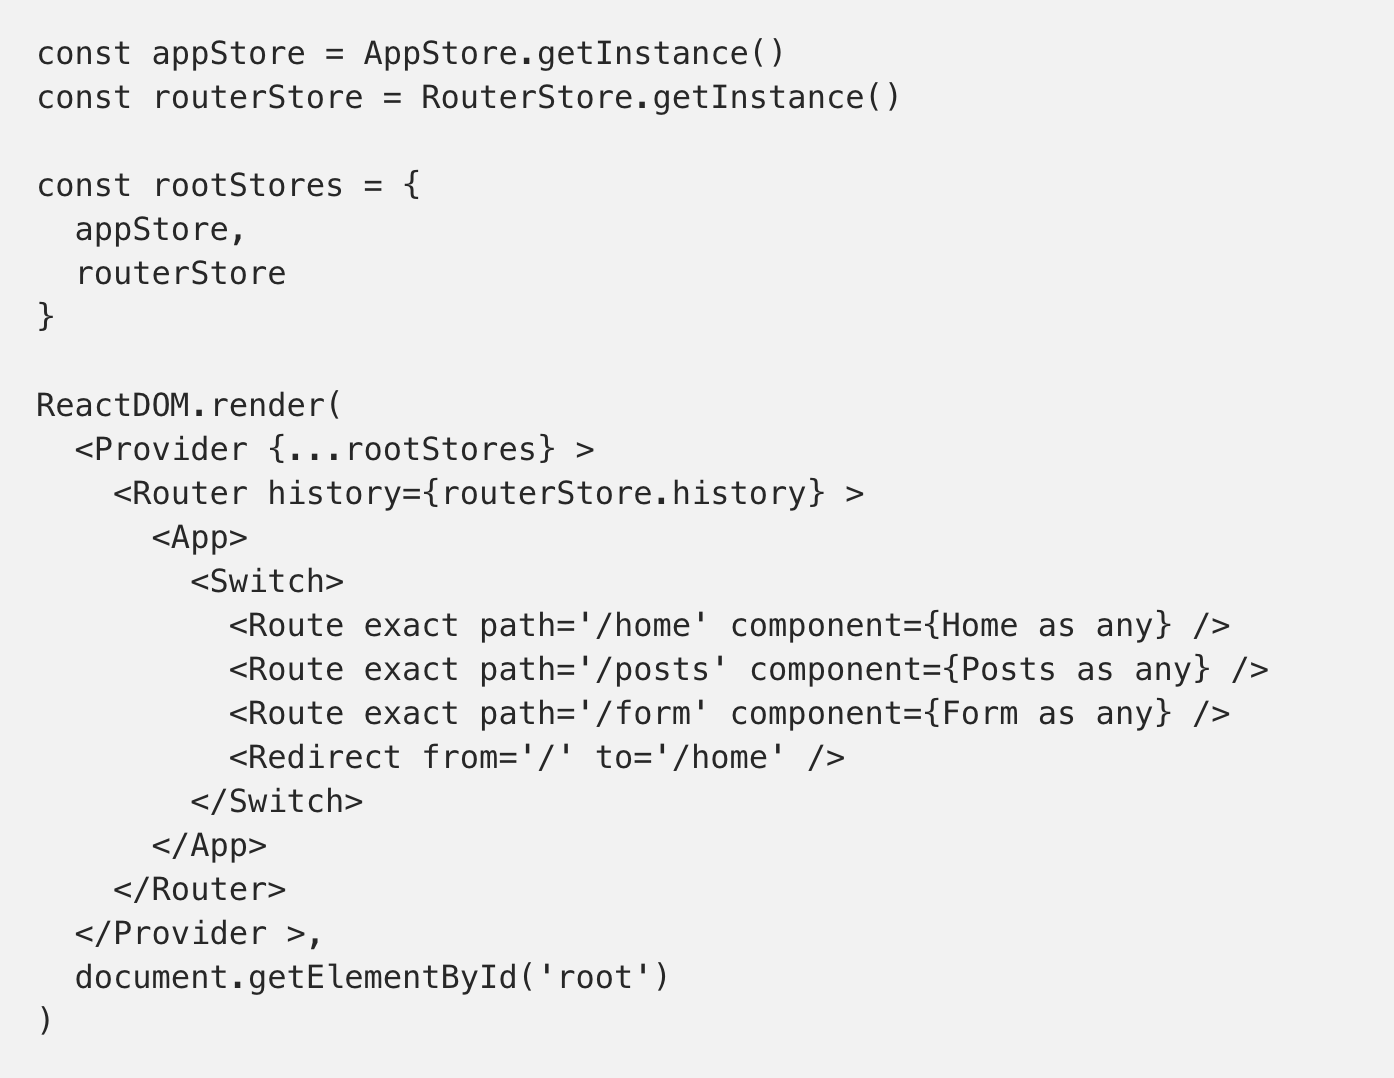 const appStore = AppStore.getInstance()
const routerStore = RouterStore.getInstance()

const rootStores = {
  appStore,
  routerStore
}

ReactDOM.render(
  <Provider {...rootStores} >
    <Router history={routerStore.history} >
      <App>
        <Switch>
          <Route exact path='/home' component={Home as any} />
          <Route exact path='/posts' component={Posts as any} />
          <Route exact path='/form' component={Form as any} />
          <Redirect from='/' to='/home' />
        </Switch>
      </App>
    </Router>
  </Provider >,
  document.getElementById('root')
)